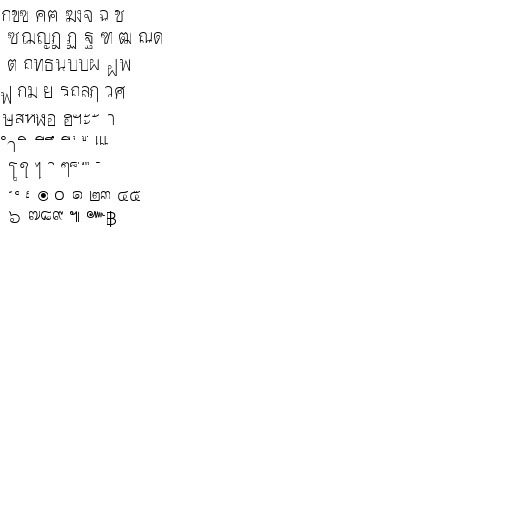 กขฃ คฅ ฆงจ ฉ ช
ซฌญฎ ฏ ฐ ฑ ฒ ณด
ต ถทธนบปผ ฝพ
ฟ ภม ย รฤลฦ วศ
ษสหฬอ ฮฯะั า
ำิ ีึ ืุู เแ
โใ ไ ็ ๆ่้๊ ๋
์ํ ๎ ๏ ๐ ๑ ๒๓ ๔๕
๖ ๗๘๙ ๚ ๛฿